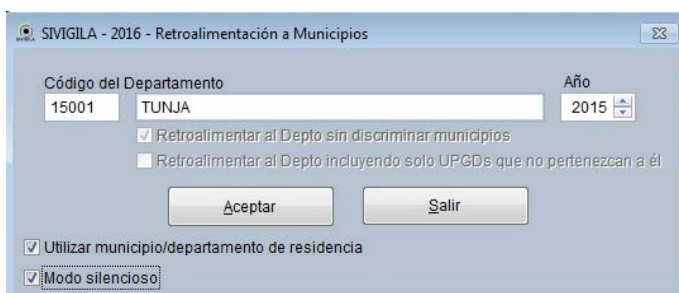 SIVIGILA - 2016 - Retroalimentación a Municipios
Código del Departamento Año
15001 TUNJA 2015
Retroalimentar al Depto sin discriminar municipios
Retroalimentar al Depto incluyendo solo UPGDs que no pertenezcan a él
Aceptar Salir
Utilizar municipio/departamento de residencia
Modo silencioso